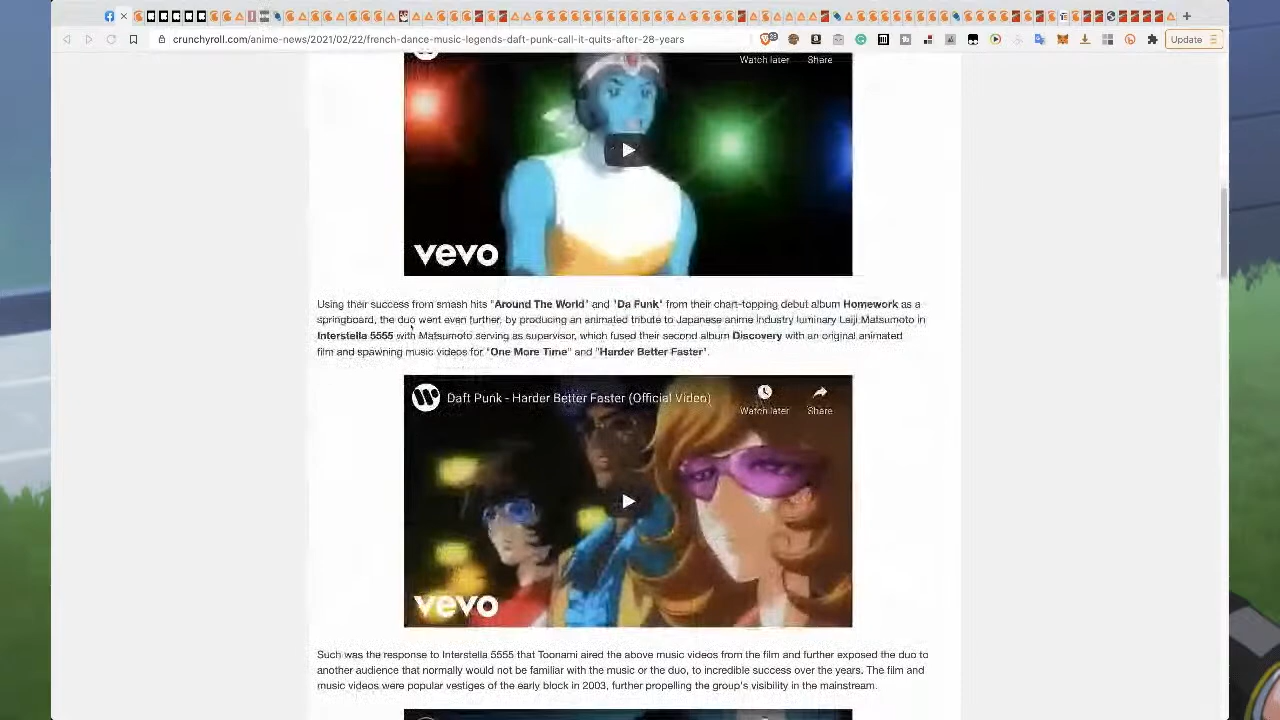 crunchyroll.com/anime-news/2021/02/22/french-dance-music-legends-daft-punk-call-it-quits-after-28-years
Update
Watch later Share
vevo
Using their success from smash hits "Around The World" and "Da Funk" from their chart-topping debut album Homework as a
springboard, the duo went even further, by producing an animated tribute to Japanese anime industry luminary Leiji Matsumoto in
Interstella 5555 with Matsumoto serving as supervisor, which fused their second album Discovery with an original animated
film and spawning music videos for "One More Time" and "Harder Better Faster".
Daft Punk - Harder Better Faster (Official Video)
Watch later Share
vevo
Such was the response to Interstella 5555 that Toonami aired the above music videos from the film and further exposed the duo to
another audience that normally would not be familiar with the music or the duo, to incredible success over the years. The film and
music videos were popular vestiges of the early block in 2003, further propelling the group's visibility in the mainstream.